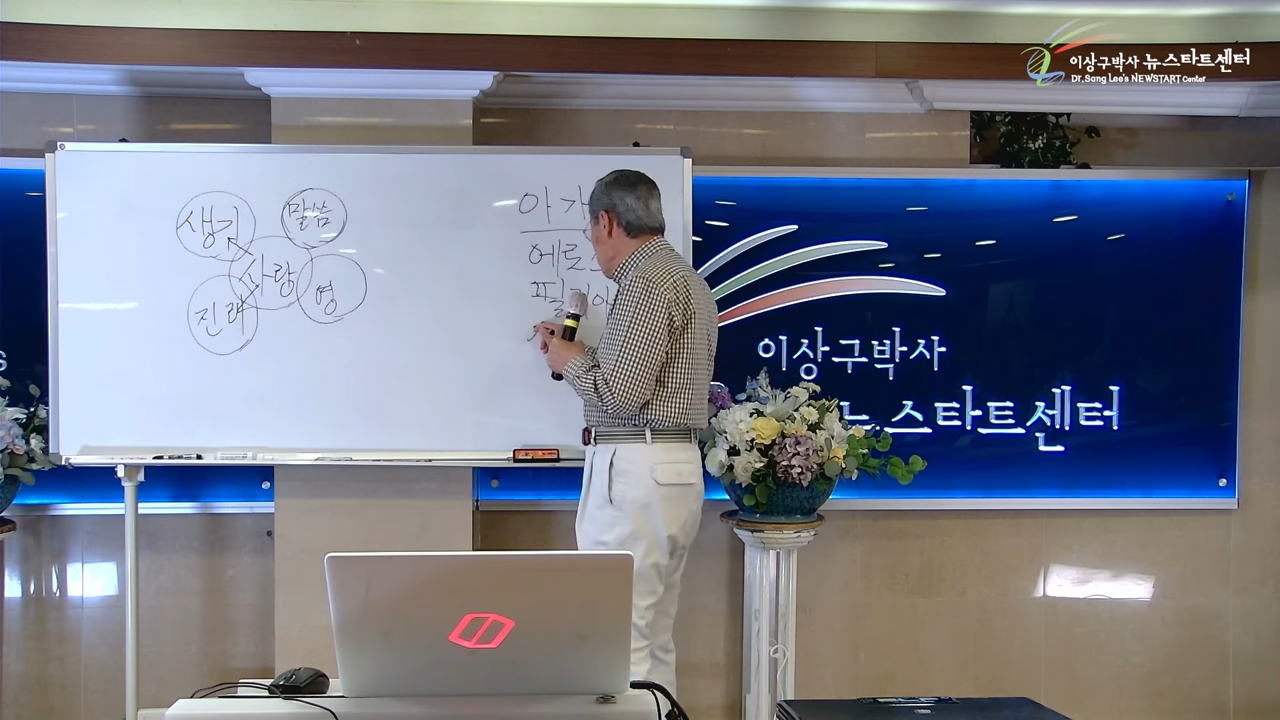 이상구박사 뉴스타트센터
Dr. Sang Lee's NEWSTART Center
생기
말씀
사랑
진리
영
아가
에로
필리아
이상구박사
뉴스타트센터
S